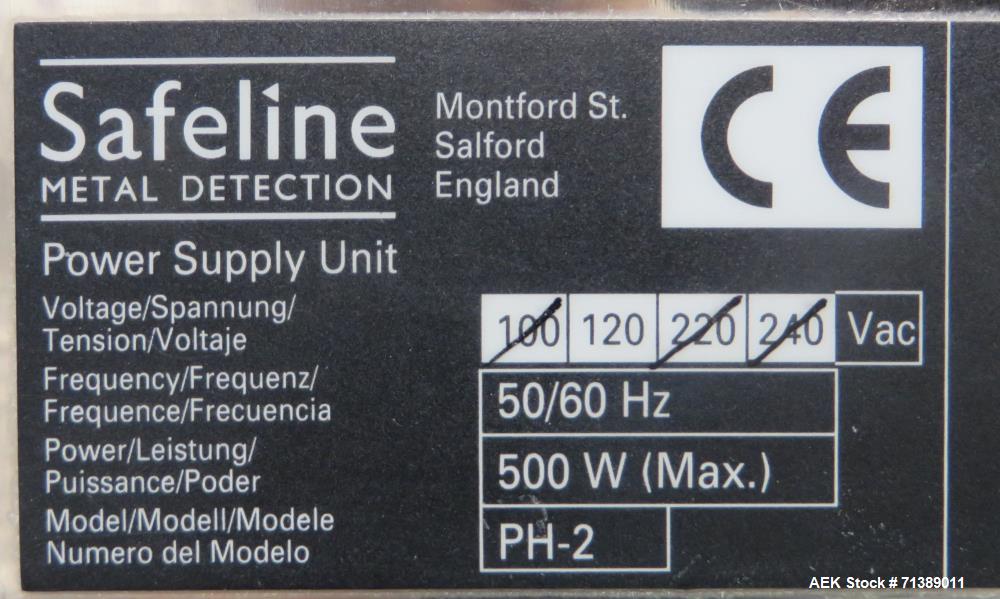 Safeline
METAL DETECTION
Montford St.
Salford
England
CE
Power Supply Unit
Voltage/Spannung/
Tension/Voltaje
100 120 220 240 Vac
Frequency/Frequenz/
Frequence/Frecuencia
50/60 Hz
Power/Leistung/
Puissance/Poder
500 W (Max.)
Model/Modell/Modele
Numero del Modelo
PH-2
AEK Stock # 71389011